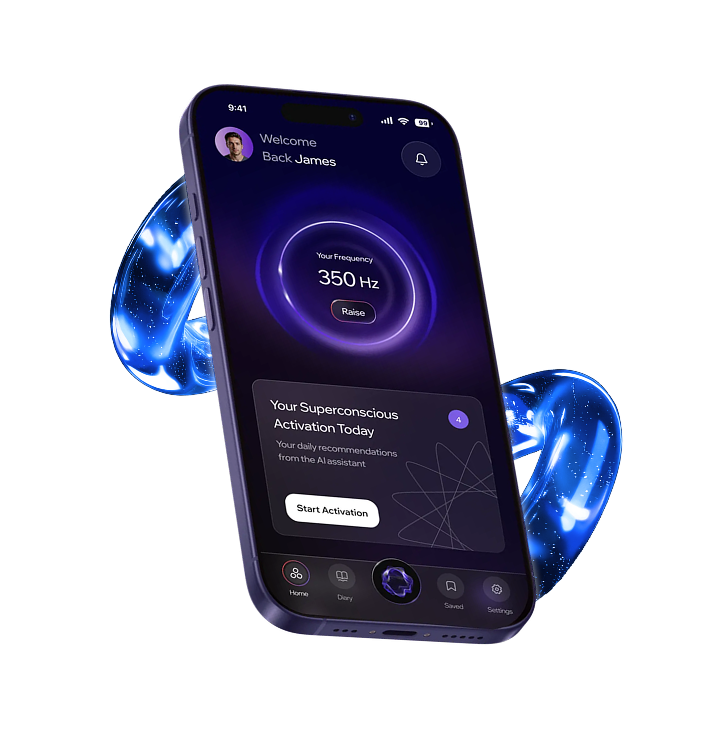 9:41
99
Welcome
Back James
Your Frequency
350 Hz
Raise
Your Superconscious
Activation Today
4
Your daily recommendations
from the AI assistant
Start Activation
Home
Diary
Saved
Settings